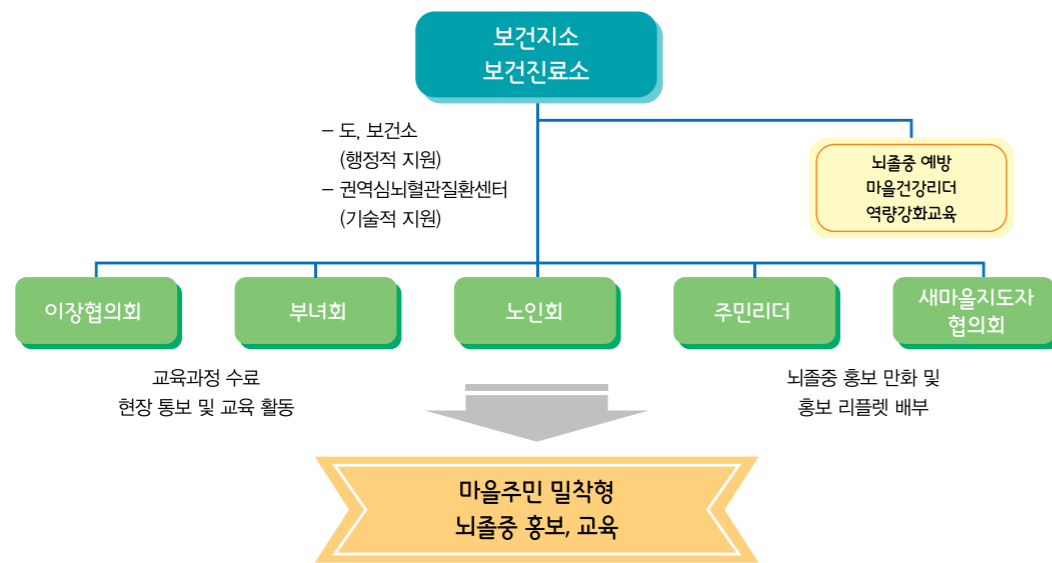 보건지소
보건진료소
– 도, 보건소
(행정적 지원)
– 권역심뇌혈관질환센터
(기술적 지원)
뇌졸중 예방
마을건강리더
역량강화교육
이장협의회
부녀회
노인회
주민리더
새마을지도자
협의회
교육과정 수료
현장 통보 및 교육 활동
뇌졸중 홍보 만화 및
홍보 리플렛 배부
마을주민 밀착형
뇌졸중 홍보, 교육